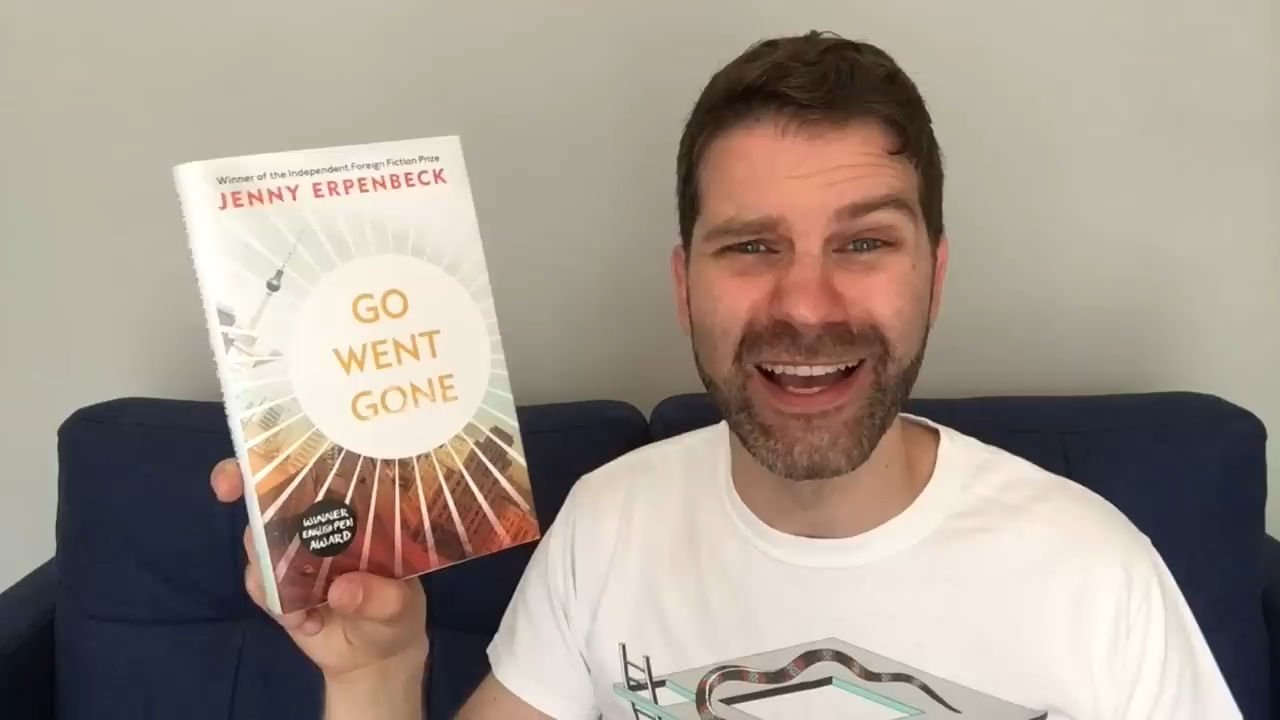 Winner of the Independent Foreign Fiction Prize
JENNY ERPENBECK
GO
WENT
GONE
WINNER
ENGLISH PEN
AWARD